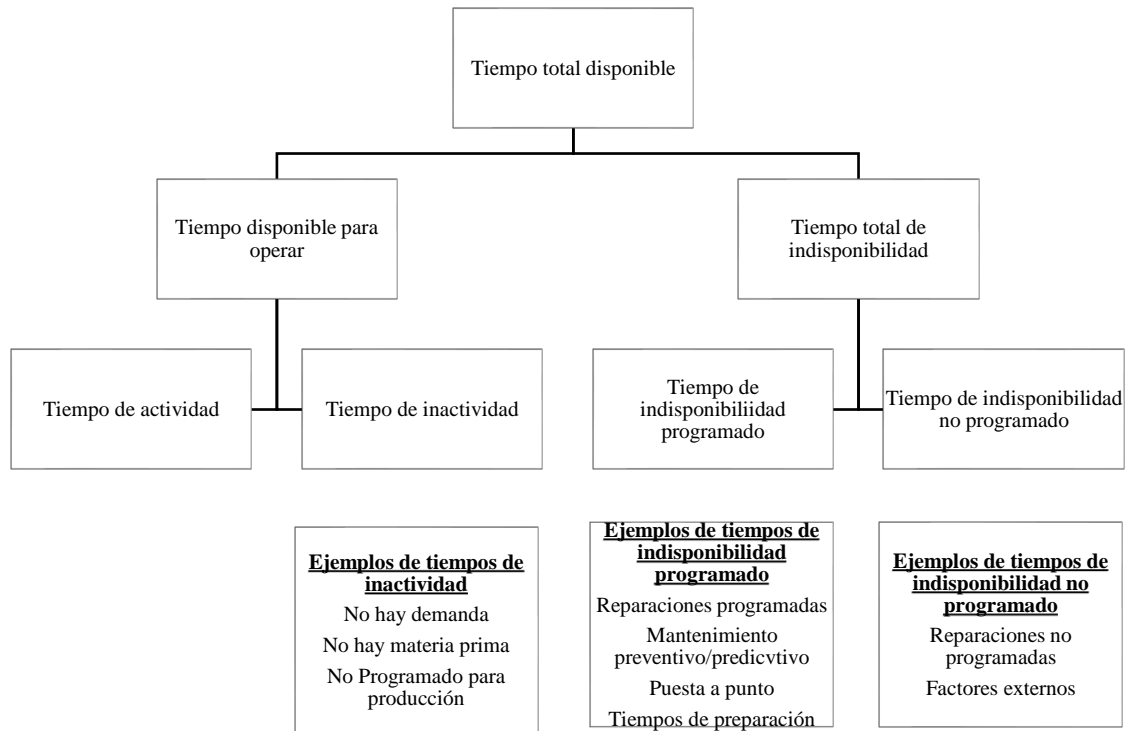 Tiempo total disponible
Tiempo disponible para
operar
Tiempo total de
indisponibilidad
Tiempo de actividad
Tiempo de inactividad
Tiempo de
indisponibiliidad
programado
Tiempo de indisponibilidad
no programado
Ejemplos de tiempos de
inactividad
No hay demanda
No hay materia prima
No Programado para
producción
Ejemplos de tiempos de
indisponibilidad
programado
Reparaciones programadas
Mantenimiento
preventivo/predicvtivo
Puesta a punto
Tiempos de preparación
Ejemplos de tiempos de
indisponibilidad no
programado
Reparaciones no
programadas
Factores externos